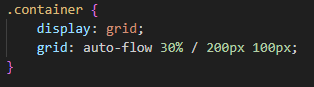 .container {
    display: grid;
    grid: auto-flow 30% / 200px 100px;
}